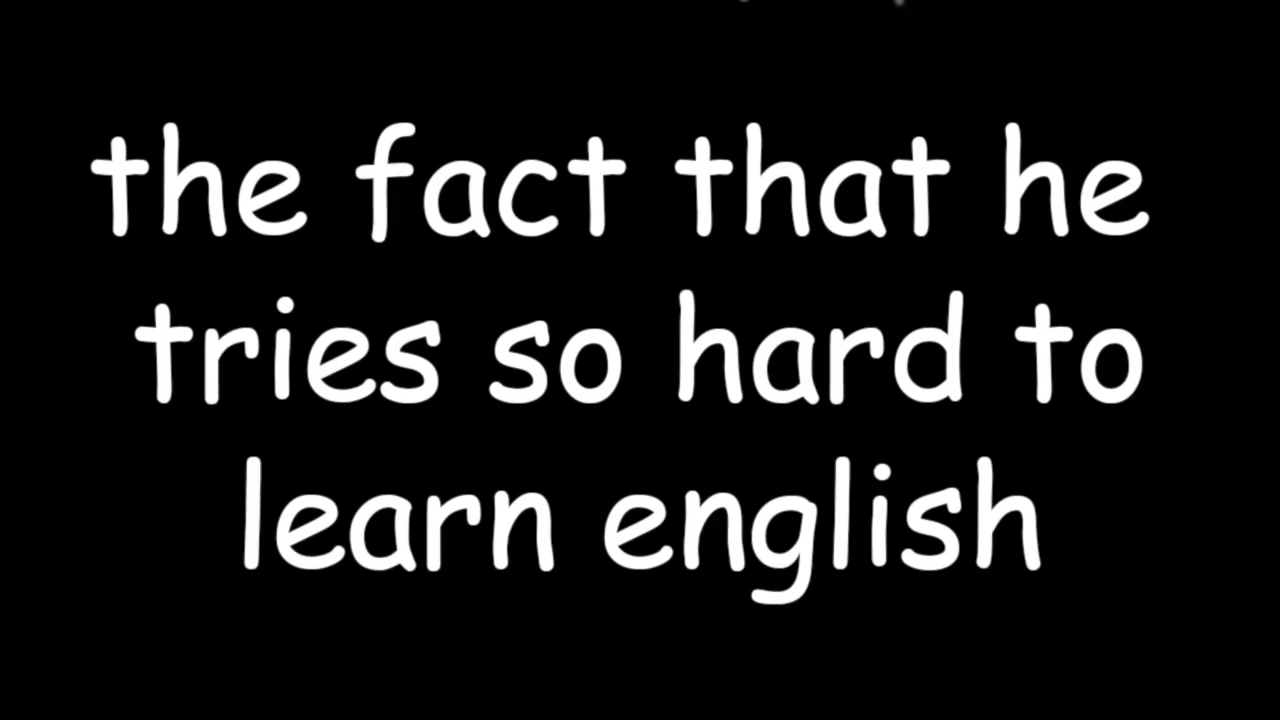 the fact that he
tries so hard to
learn english